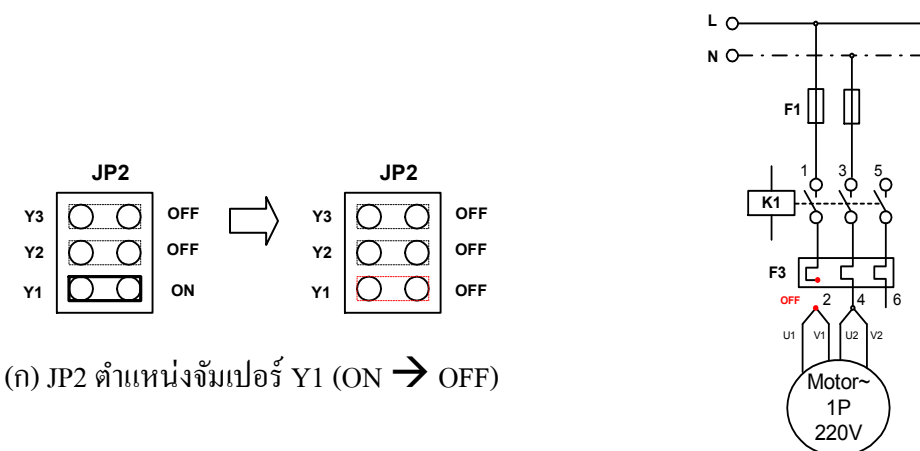 JP2
Y3 OFF
Y2 OFF
Y1 ON
JP2
Y3 OFF
Y2 OFF
Y1 OFF
(ก) JP2 ตำแหน่งจัมเปอร์ Y1 (ON → OFF)
L
N
F1
1 3 5
K1
F3
OFF 2 4 6
U1 V1 U2 V2
Motor~
1P
220V